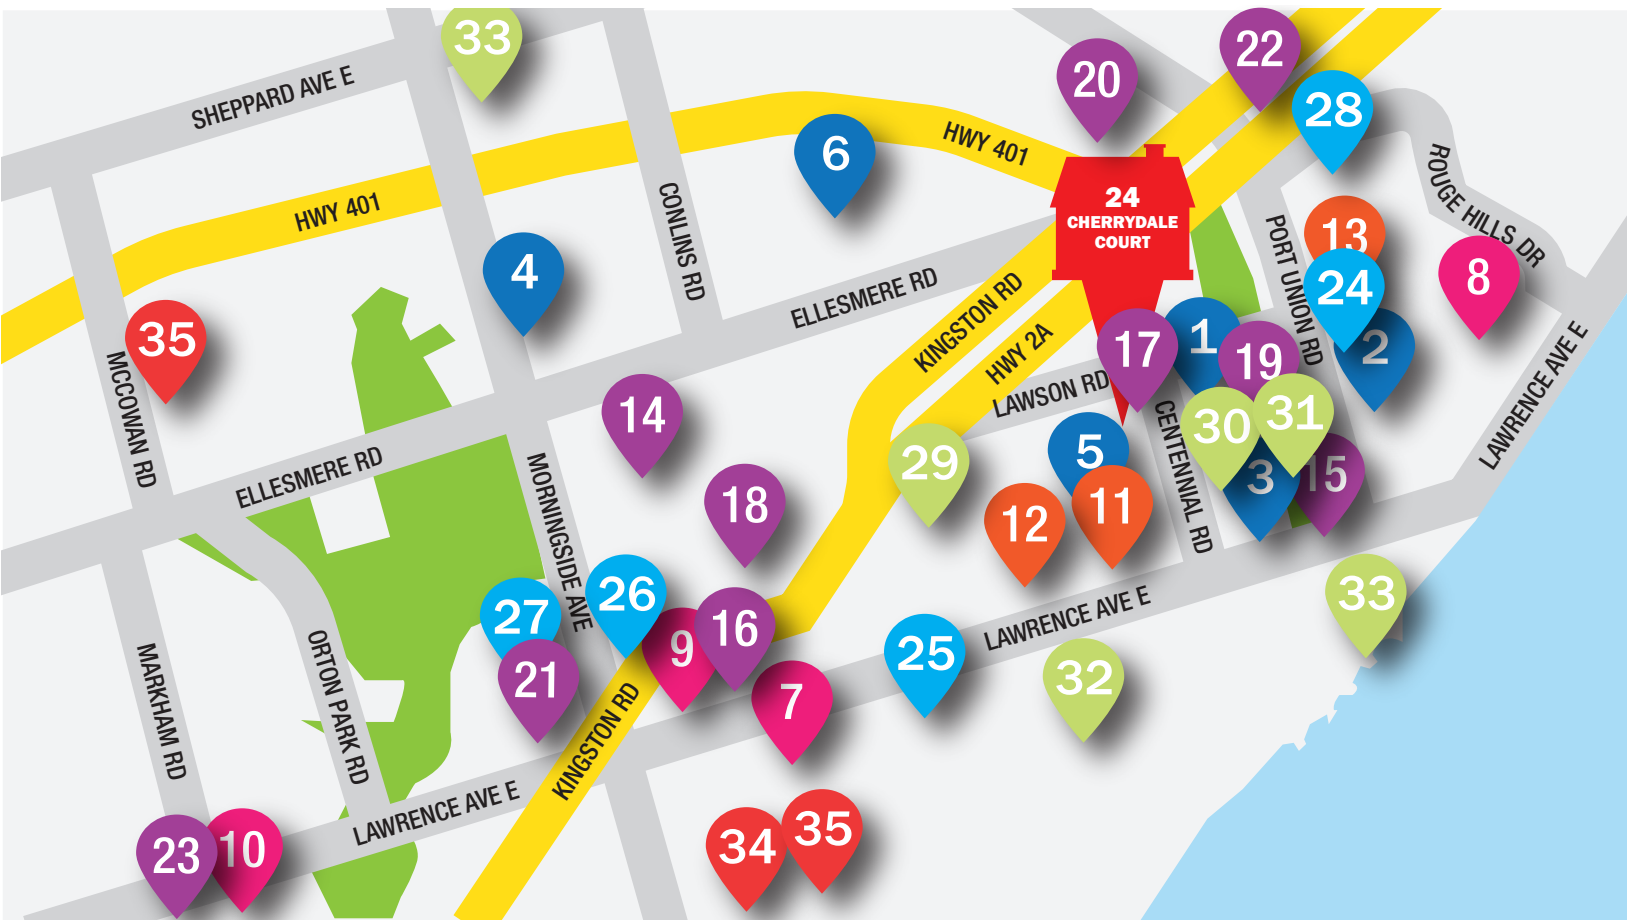 33
22
20
SHEPPARD AVE E
28
HWY 401
6
HWY 401
24
CHERRYDALE
COURT
ROUGE HILLS DR
CONLINS RD
PORT UNION RD
13
4
8
24
ELLESMERE RD
KINGSTON RD
35
1
17
19
2
HWY 2A
LAWSON RD
LAWRENCE AVE E
MCCOWAN RD
14
30
31
CENTENNIAL RD
5
29
3
15
ELLESMERE RD
18
12
11
MORNINGSIDE AVE
26
27
33
LAWRENCE AVE E
9
16
25
21
32
7
MARKHAM RD
ORTON PARK RD
KINGSTON RD
LAWRENCE AVE E
34
35
23
10